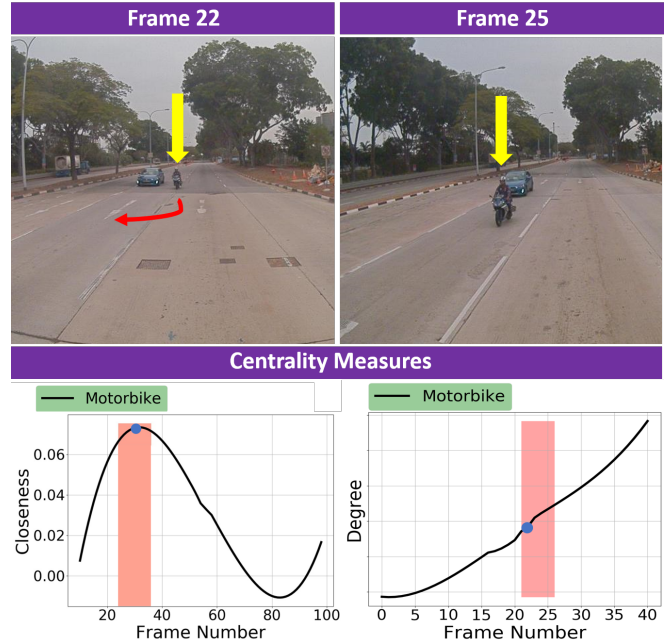 Frame 22
Frame 25
Centrality Measures
Motorbike
0.06
0.04
0.02
0.00
Closeness
20 40 60 80 100
Frame Number
Motorbike
Degree
0 5 10 15 20 25 30 35 40
Frame Number